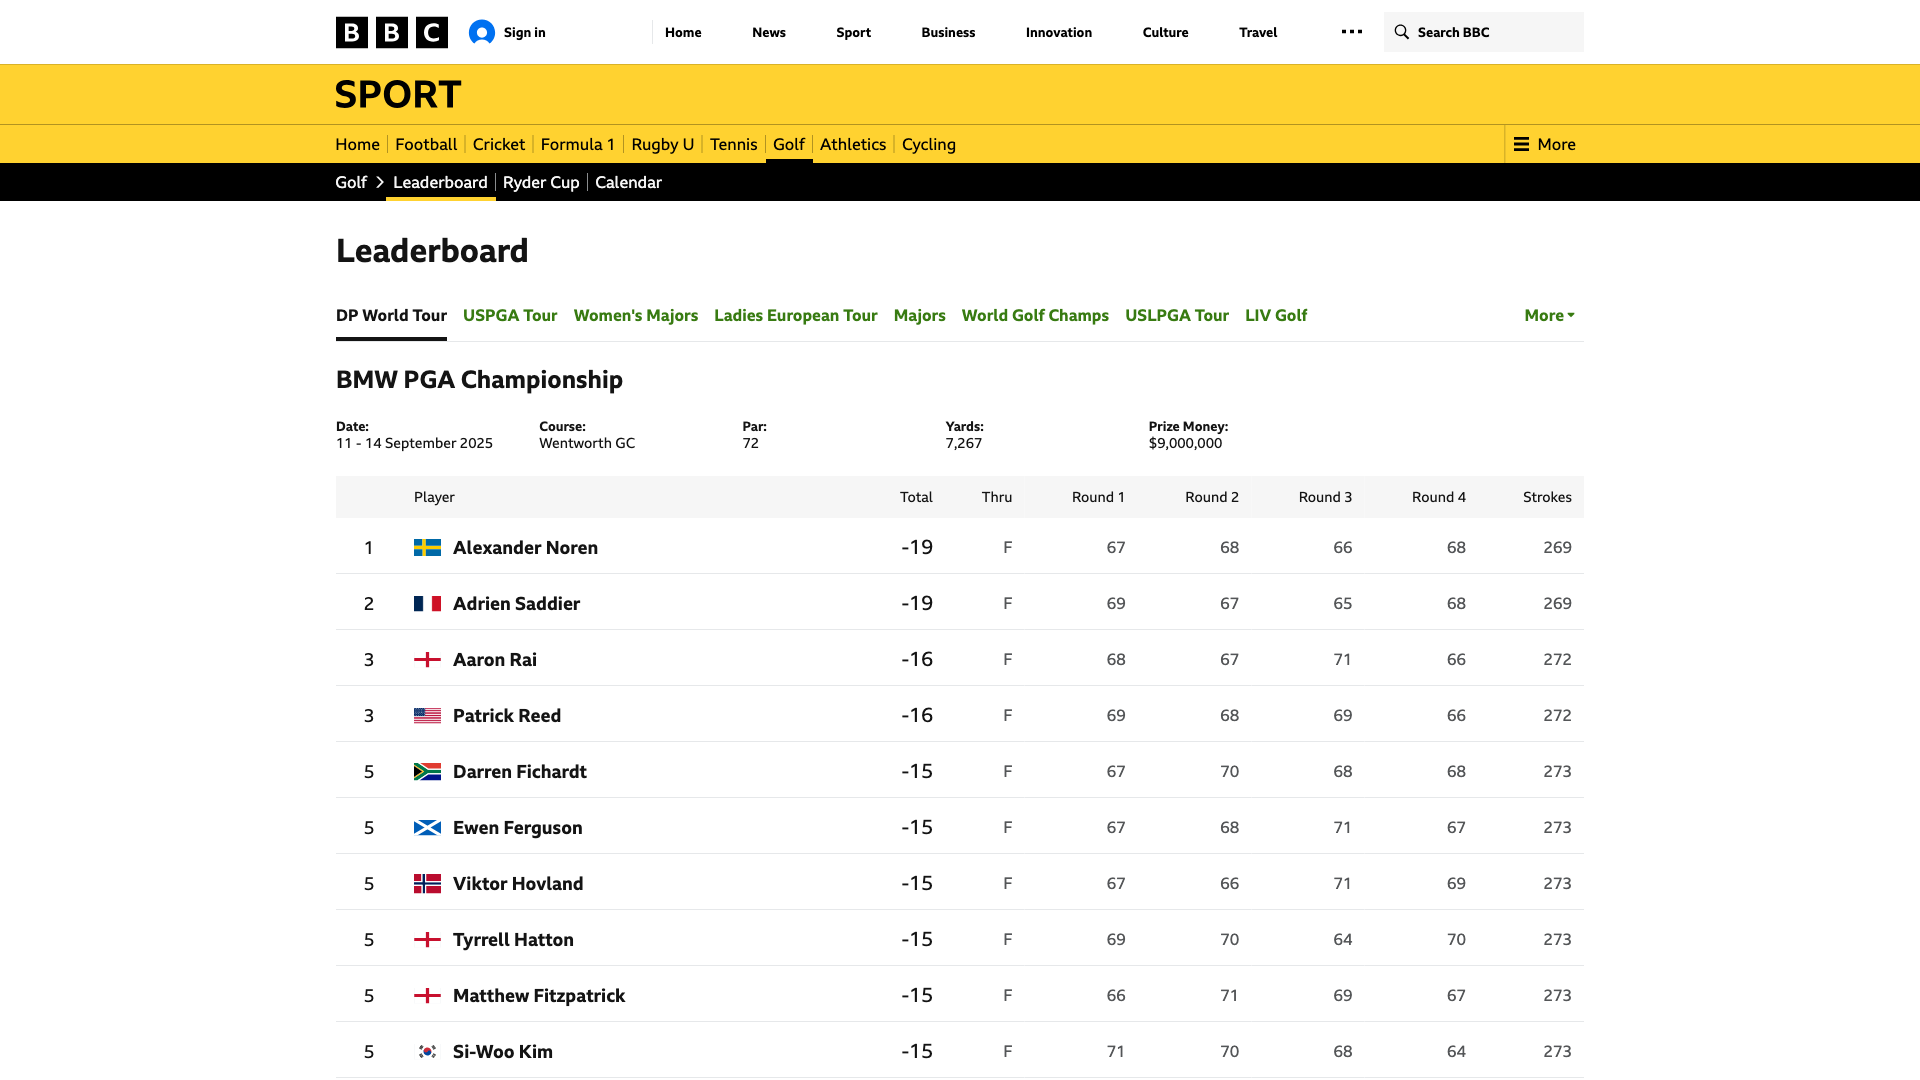 BBC Sign in Home News Sport Business Innovation Culture Travel Search BBC
SPORT
Home Football Cricket Formula 1 Rugby U Tennis Golf Athletics Cycling More
Golf Leaderboard Ryder Cup Calendar
Leaderboard
DP World Tour USPGA Tour Women's Majors Ladies European Tour Majors World Golf Champs USLPGA Tour LIV Golf More
BMW PGA Championship
Date: Course: Par: Yards: Prize Money:
11 - 14 September 2025 Wentworth GC 72 7,267 $9,000,000
Player Total Thru Round 1 Round 2 Round 3 Round 4 Strokes
1 Alexander Noren -19 F 67 68 66 68 269
2 Adrien Saddier -19 F 69 67 65 68 269
3 Aaron Rai -16 F 68 67 71 66 272
3 Patrick Reed -16 F 69 68 69 66 272
5 Darren Fichardt -15 F 67 70 68 68 273
5 Ewen Ferguson -15 F 67 68 71 67 273
5 Viktor Hovland -15 F 67 66 71 69 273
5 Tyrrell Hatton -15 F 69 70 64 70 273
5 Matthew Fitzpatrick -15 F 66 71 69 67 273
5 Si-Woo Kim -15 F 71 70 68 64 273